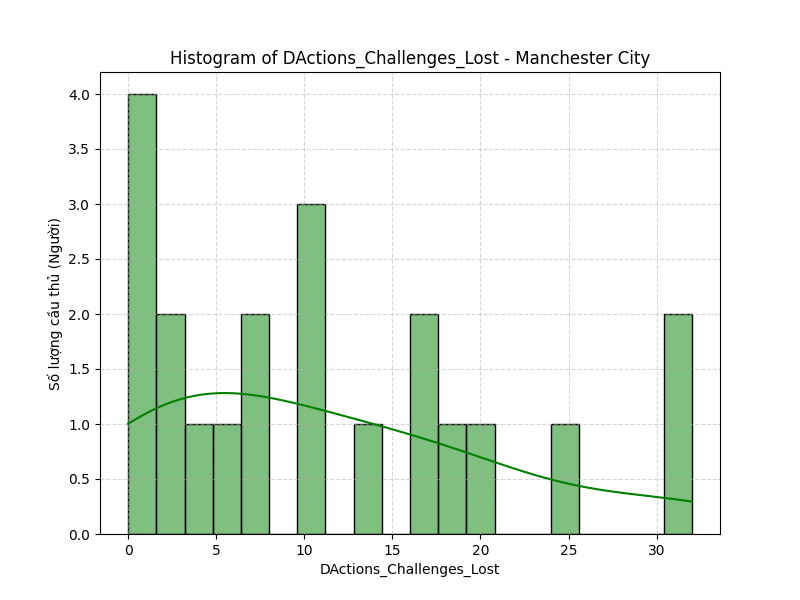 Histogram of DActions_Challenges_Lost - Manchester City
4.0
3.5
3.0
2.5
2.0
1.5
1.0
0.5
0.0
Số lượng cầu thủ (Người)
0 5 10 15 20 25 30
DActions_Challenges_Lost